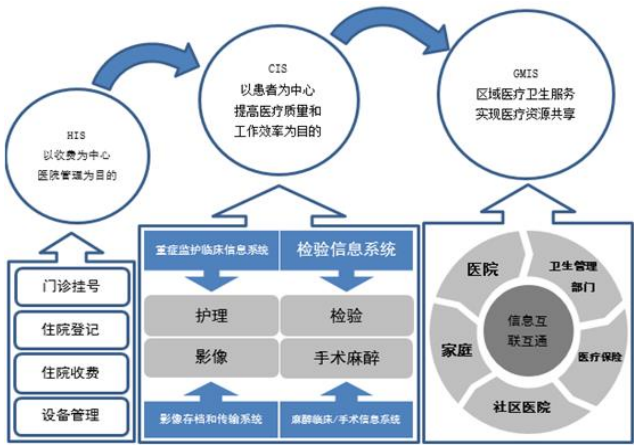 HIS
以收费为中心
医院管理为目的
CIS
以患者为中心
提高医疗质量和
工作效率为目的
GMIS
区域医疗卫生服务
实现医疗资源共享
门诊挂号
住院登记
住院收费
设备管理
重症监护临床信息系统
检验信息系统
护理
检验
影像
手术麻醉
影像存档和传输系统
麻醉临床/手术信息系统
医院
卫生管理
部门
家庭
信息互
联互通
医疗保险
社区医院